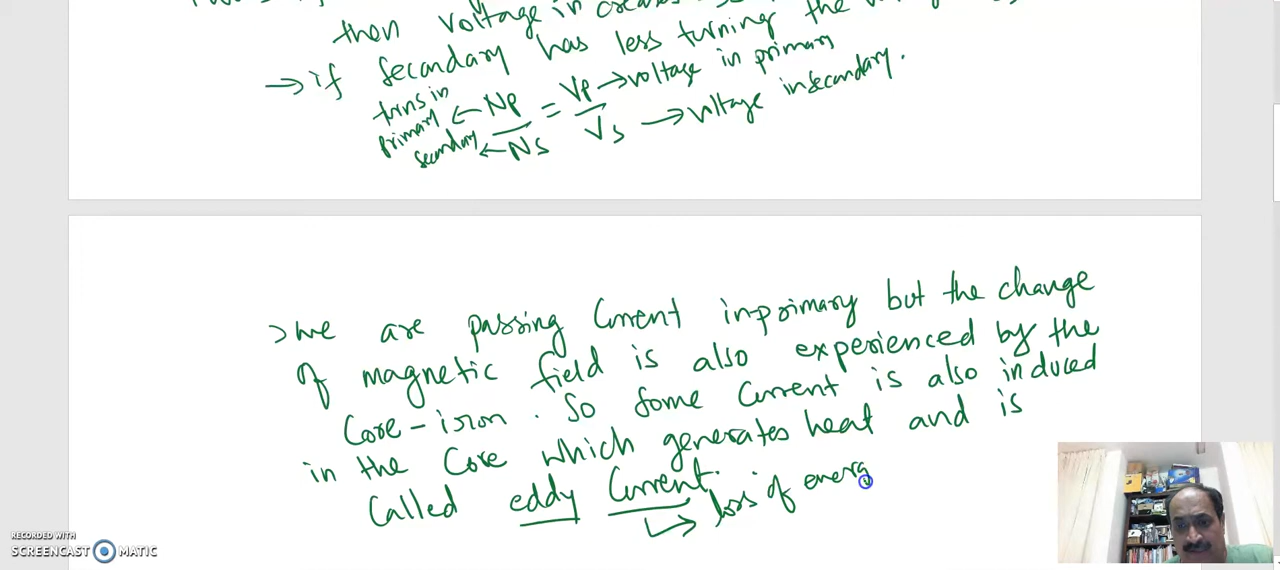 then voltage in
→ if secondary has less turning the
turns in primary ← Np / Ns = Vp / Vs → voltage in primary
secondary ← Ns → voltage in secondary.
> we are passing Current in primary but the change
Of magnetic field is also experienced by the
Core - iron. So Some Current is also induced
in the Core which generates heat and is
Called eddy Current.
↳ loss of energ
RECORDED WITH
SCREENCAST MATIC